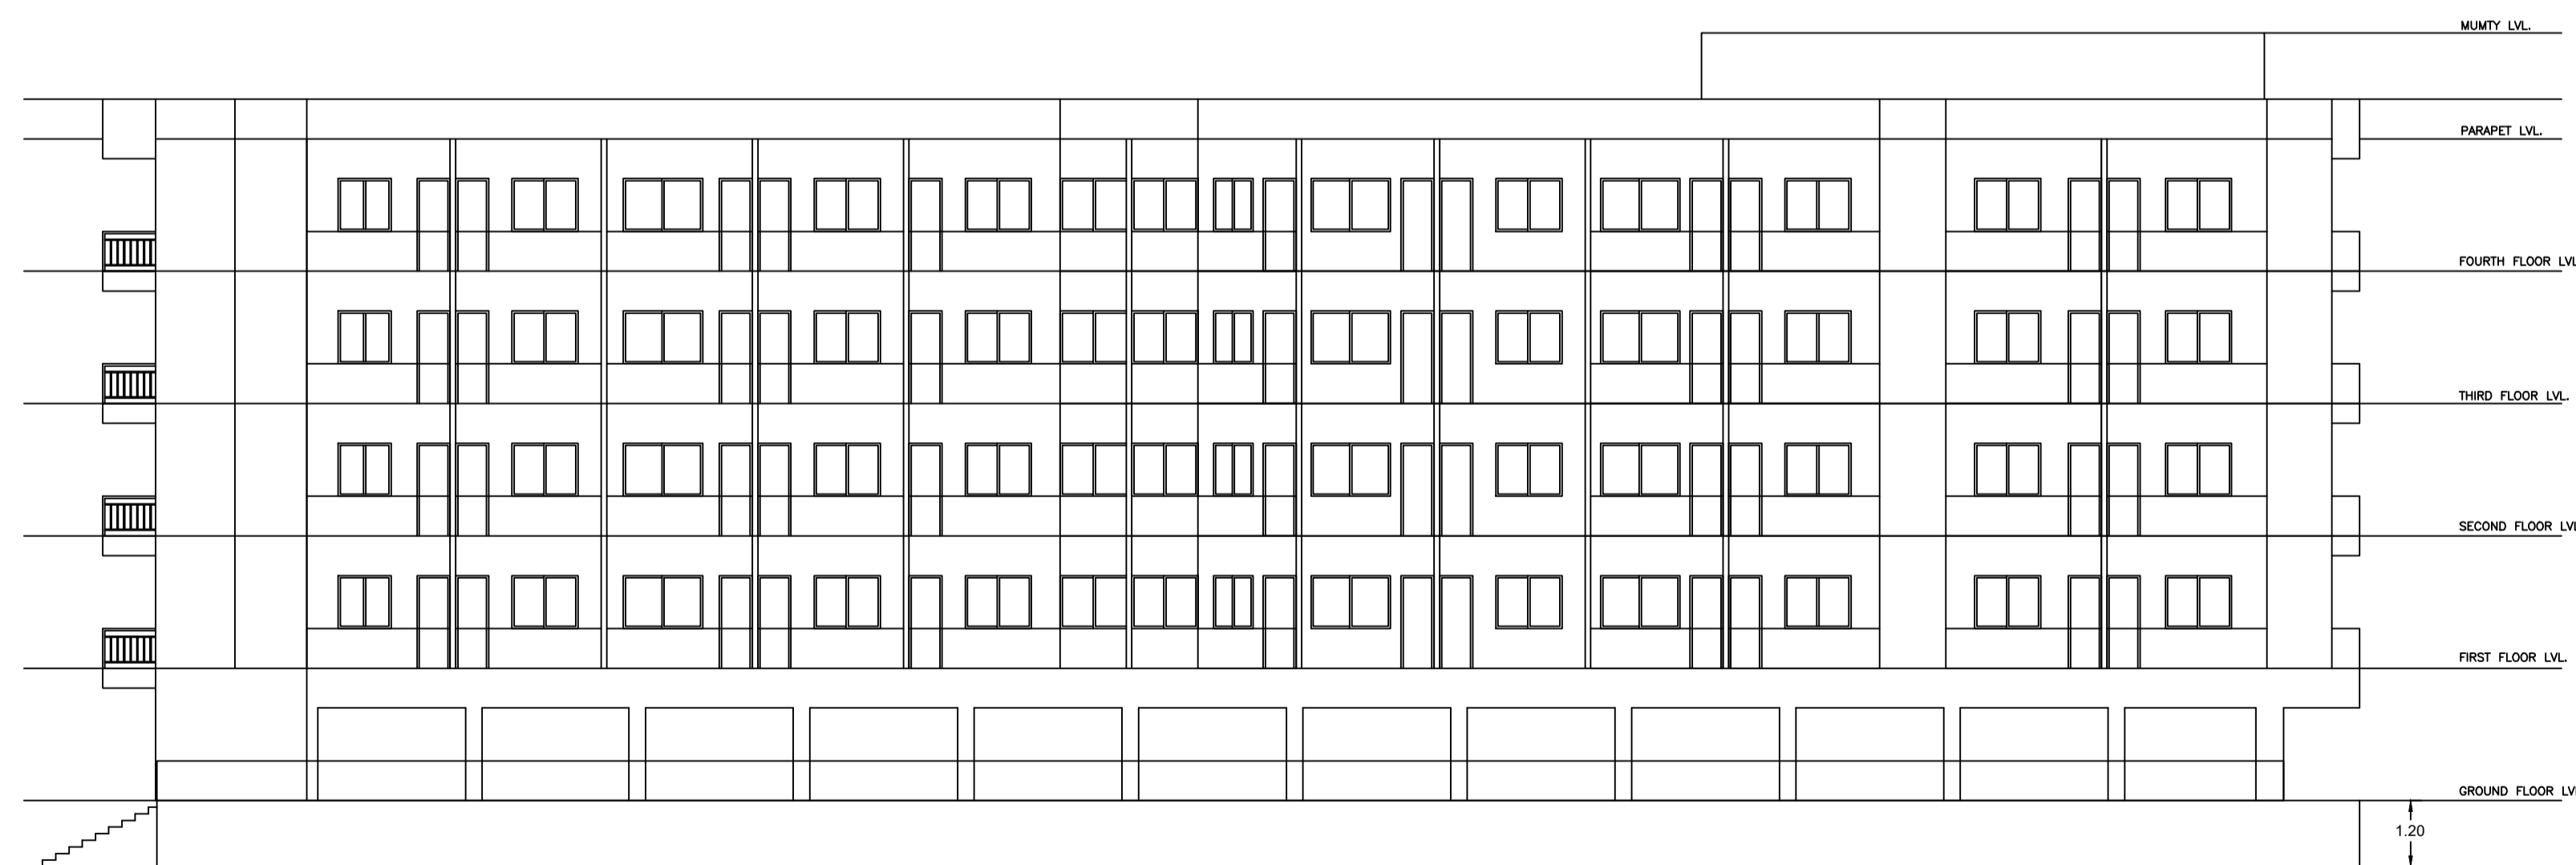 MUMTY LVL.
PARAPET LVL.
FOURTH FLOOR LVL
THIRD FLOOR LVL.
SECOND FLOOR LVL
FIRST FLOOR LVL.
GROUND FLOOR LVL
1.20